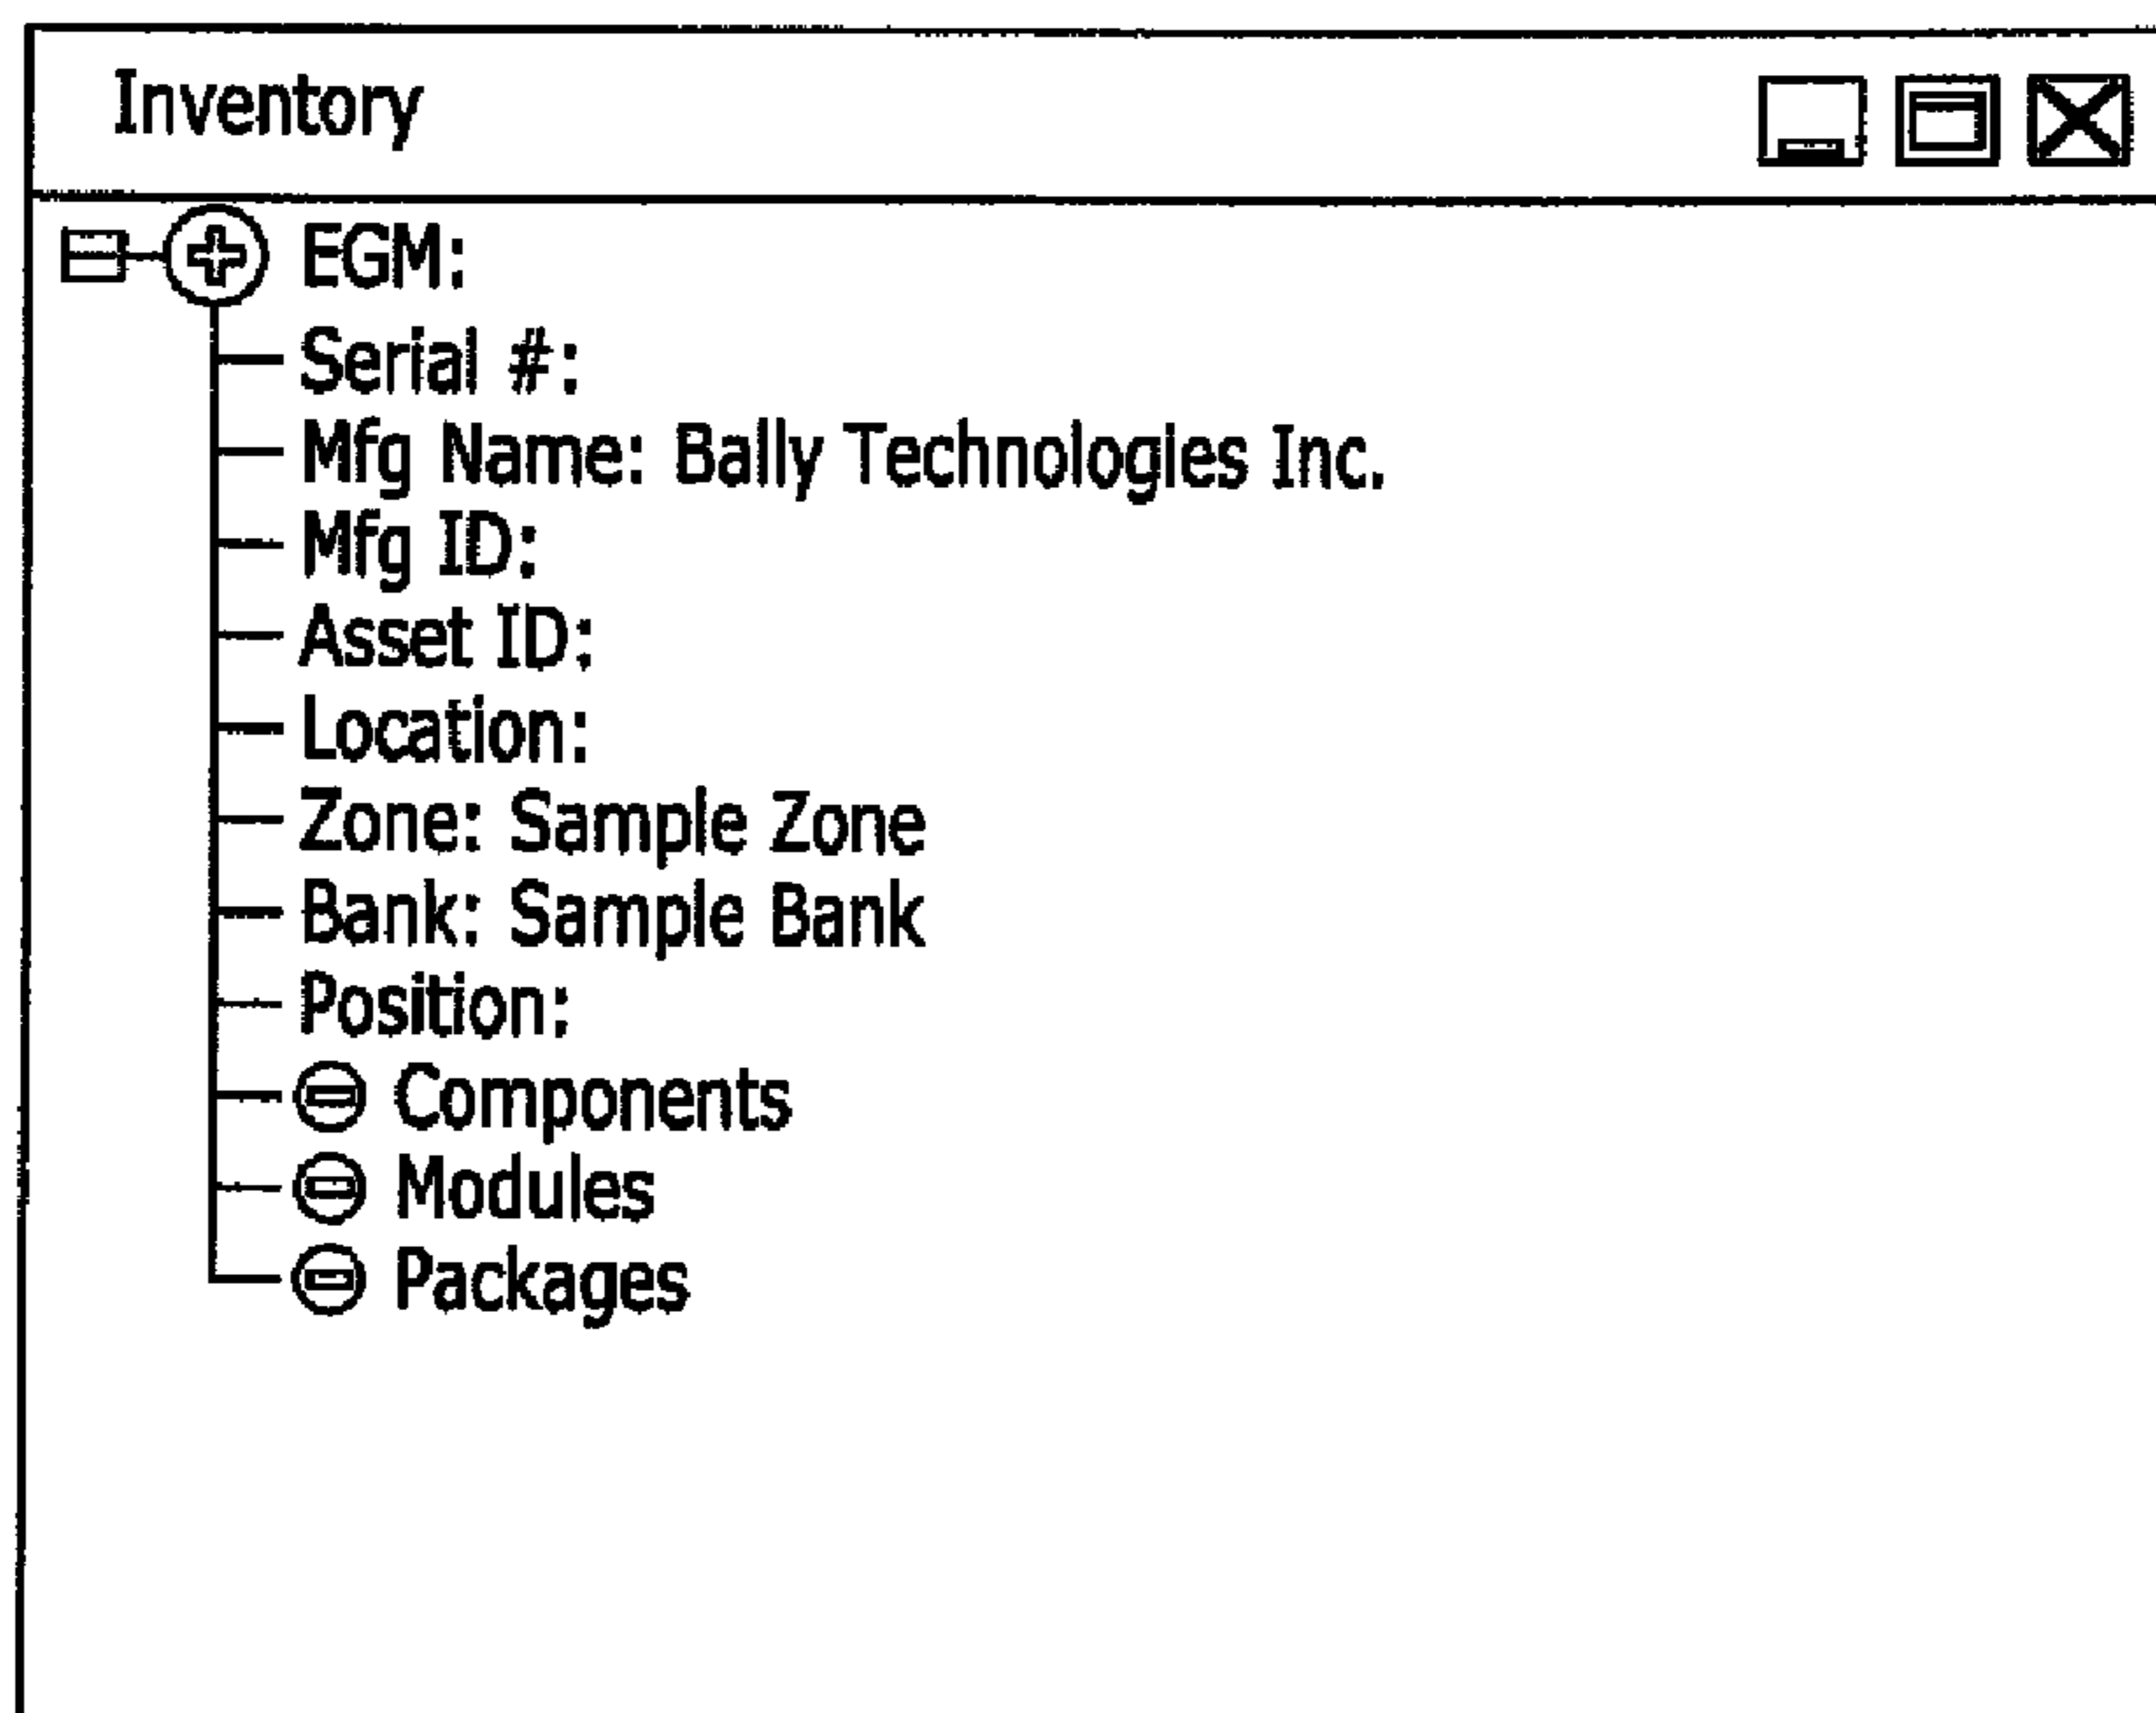 Inventory
EGM:
Serial #:
Mfg Name: Bally Technologies Inc.
Mfg ID:
Asset ID:
Location:
Zone: Sample Zone
Bank: Sample Bank
Position:
Components
Modules
Packages